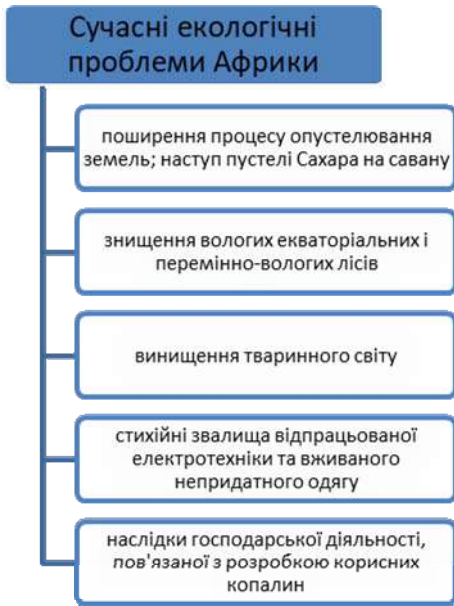 Сучасні екологічні
проблеми Африки
поширення процесу опустелювання
земель; наступ пустелі Сахара на савану
знищення вологих екваторіальних і
перемінно-вологих лісів
винищення тваринного світу
стихійні звалища відпрацьованої
електротехніки та вживаного
непридатного одягу
наслідки господарської діяльності,
пов'язаної з розробкою корисних
копалин